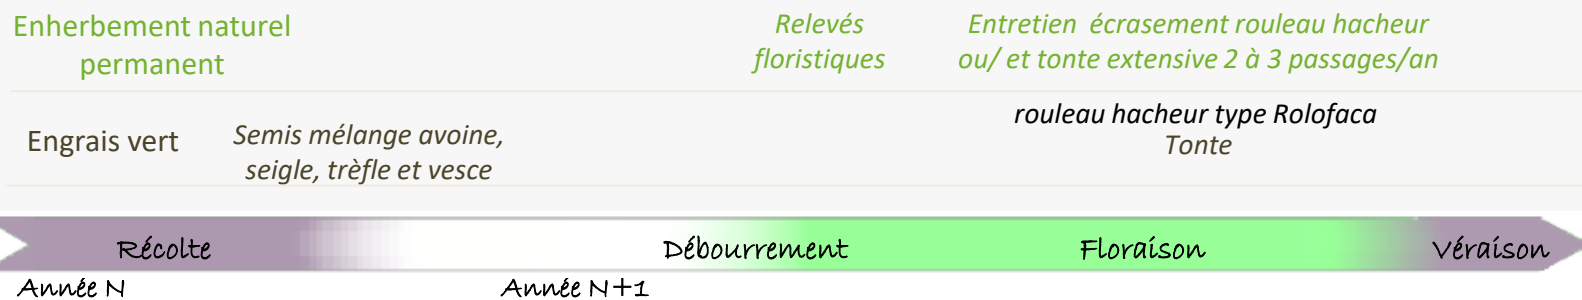 Enherbement naturel
permanent
Relevés
floristiques
Entretien écrasement rouleau hacheur
ou/ et tonte extensive 2 à 3 passages/an
Engrais vert
Semis mélange avoine,
seigle, trèfle et vesce
rouleau hacheur type Rolofaca
Tonte
Récolte
Débourrement
Floraison
Véraison
Année N
Année N+1